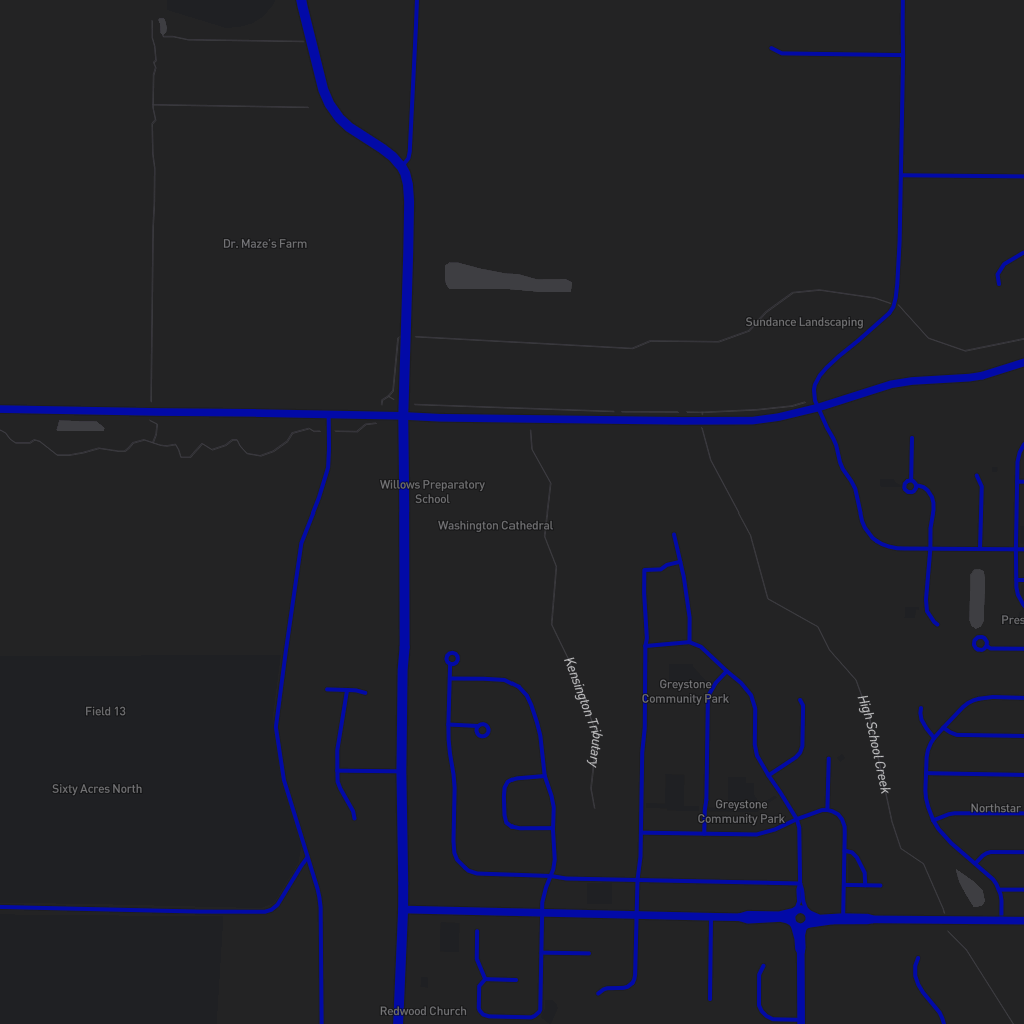 Dr. Maze's Farm
Sundance Landscaping
Willows Preparatory
School
Washington Cathedral
Pres
Kensington Tributary
Greystone
Community Park
High School Creek
Field 13
Sixty Acres North
Greystone
Community Park
Northstar
Redwood Church